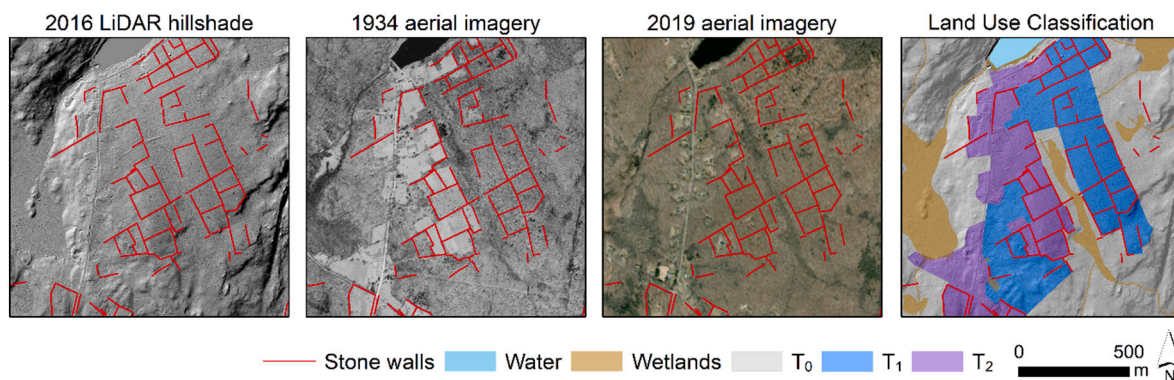 2016 LiDAR hillshade
1934 aerial imagery
2019 aerial imagery
Land Use Classification
Stone walls
Water
Wetlands
T₀
T₁
T₂
0 500
m
N